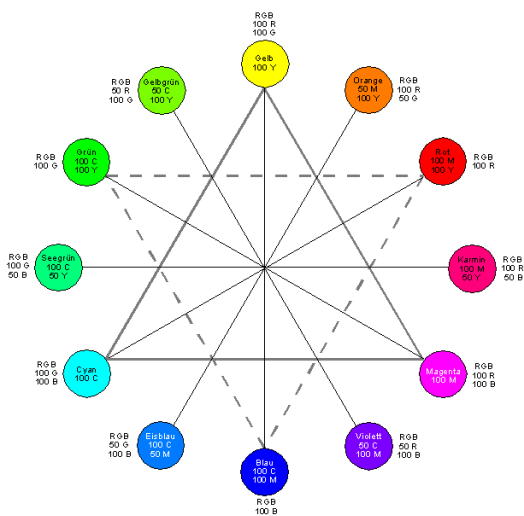 RGB
100 R
100 G
Gelb
100 Y
Orange
50 M
100 Y
RGB
100 R
50 G
Rot
100 M
100 Y
RGB
100 R
Karmin
100 M
50 Y
RGB
100 R
50 B
Magenta
100 M
RGB
100 R
100 B
Violett
50 C
100 M
RGB
50 R
100 B
Blau
100 C
100 M
RGB
100 B
Eisblau
100 C
50 M
RGB
50 G
100 B
Cyan
100 C
RGB
100 G
100 B
Seegrün
100 C
50 Y
RGB
100 G
50 B
Grün
100 C
100 Y
RGB
100 G
Gelbgrün
50 C
100 Y
RGB
50 R
100 G